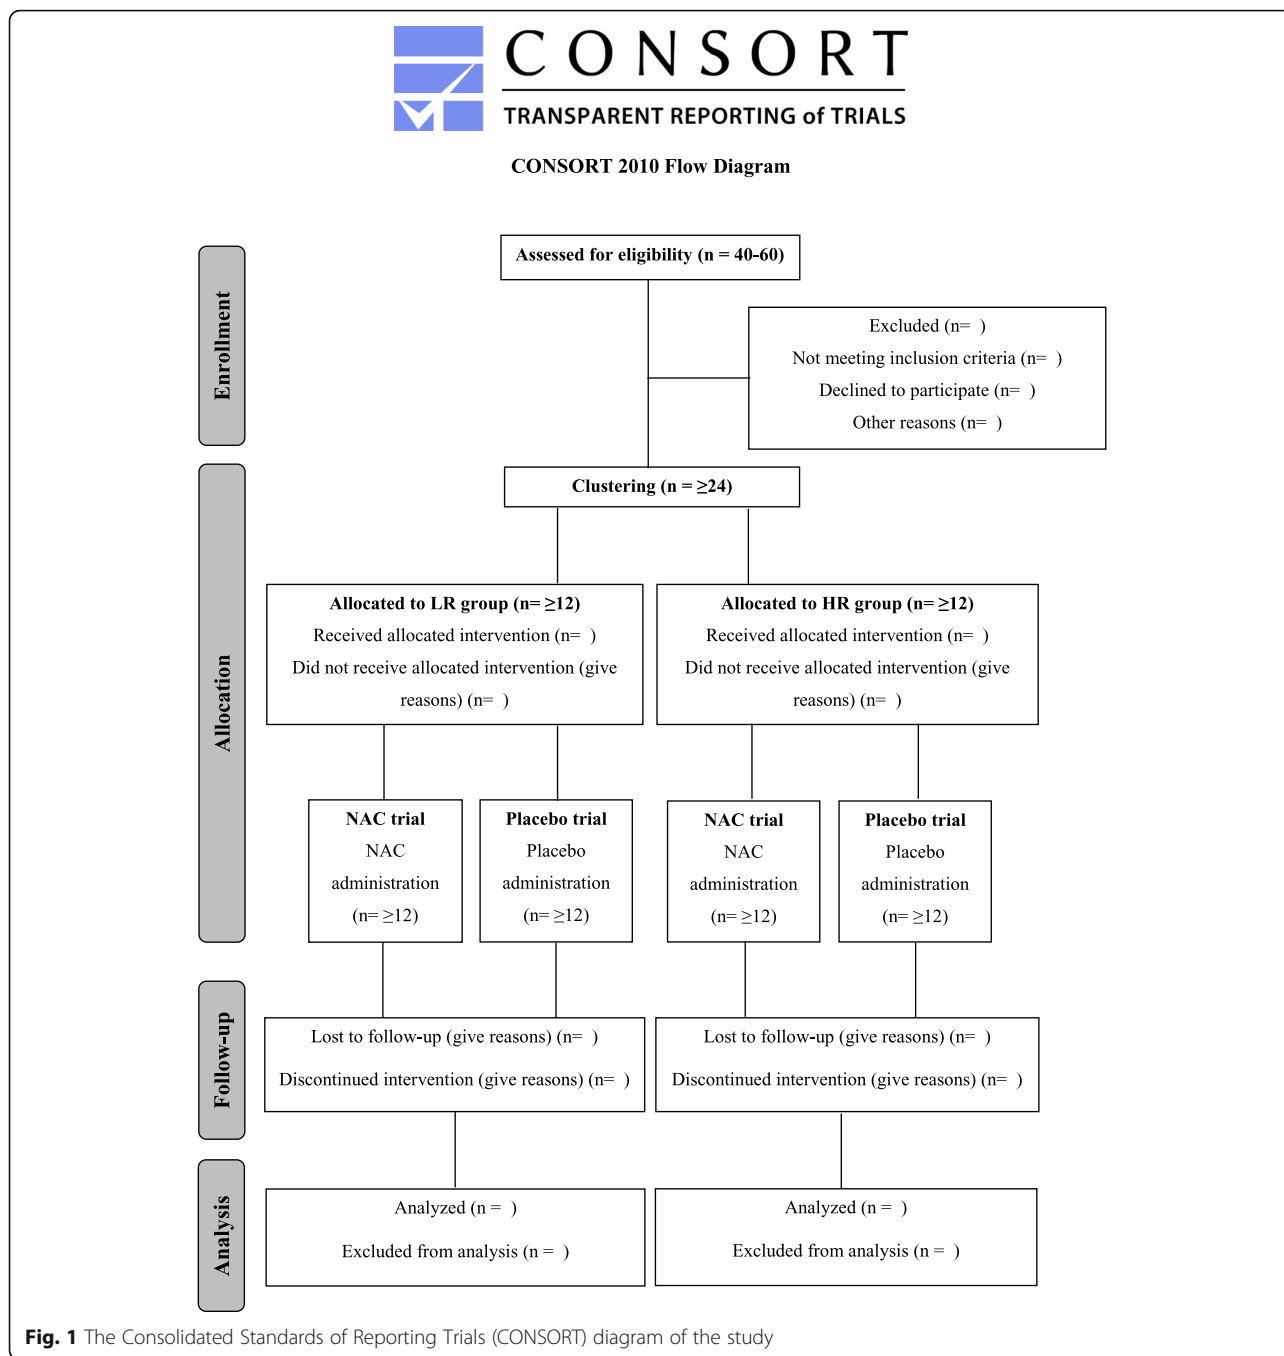 CONSORT
TRANSPARENT REPORTING of TRIALS
CONSORT 2010 Flow Diagram
Enrollment
Assessed for eligibility (n = 40-60)
Excluded (n=  )
Not meeting inclusion criteria (n=  )
Declined to participate (n=  )
Other reasons (n=  )
Allocation
Clustering (n = ≥24)
Allocated to LR group (n= ≥12)
Received allocated intervention (n=  )
Did not receive allocated intervention (give
reasons) (n=  )
Allocated to HR group (n= ≥12)
Received allocated intervention (n=  )
Did not receive allocated intervention (give
reasons) (n=  )
NAC trial
NAC
administration
(n= ≥12)
Placebo trial
Placebo
administration
(n= ≥12)
NAC trial
NAC
administration
(n= ≥12)
Placebo trial
Placebo
administration
(n= ≥12)
Follow-up
Lost to follow-up (give reasons) (n=  )
Discontinued intervention (give reasons) (n=  )
Lost to follow-up (give reasons) (n=  )
Discontinued intervention (give reasons) (n=  )
Analysis
Analyzed (n =  )
Excluded from analysis (n =  )
Analyzed (n =  )
Excluded from analysis (n =  )
Fig. 1 The Consolidated Standards of Reporting Trials (CONSORT) diagram of the study